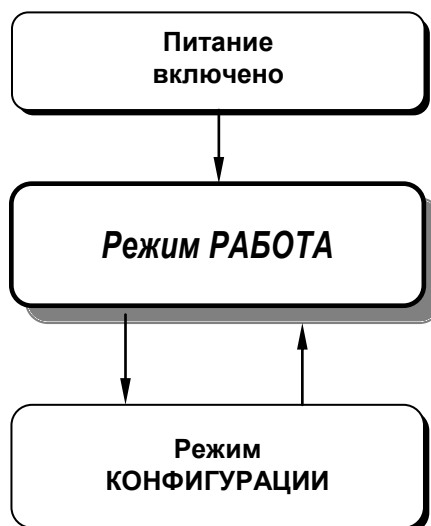 Питание
включено
Режим РАБОТА
Режим
КОНФИГУРАЦИИ